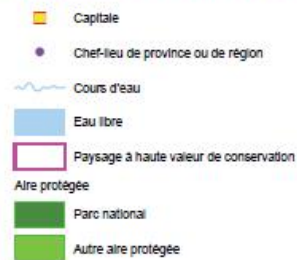 Capitale
Chef-lieu de province ou de région
Cours d'eau
Eau libre
Paysage à haute valeur de conservation
Aire protégée
Parc national
Autre aire protégée